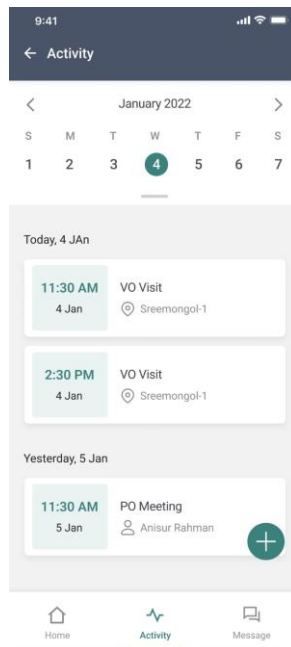 9:41
Activity
January 2022
S M T W T F S
1 2 3 4 5 6 7
Today, 4 JAn
11:30 AM
4 Jan
VO Visit
Sreemongol-1
2:30 PM
4 Jan
VO Visit
Sreemongol-1
Yesterday, 5 Jan
11:30 AM
5 Jan
PO Meeting
Anisur Rahman
Home Activity Message